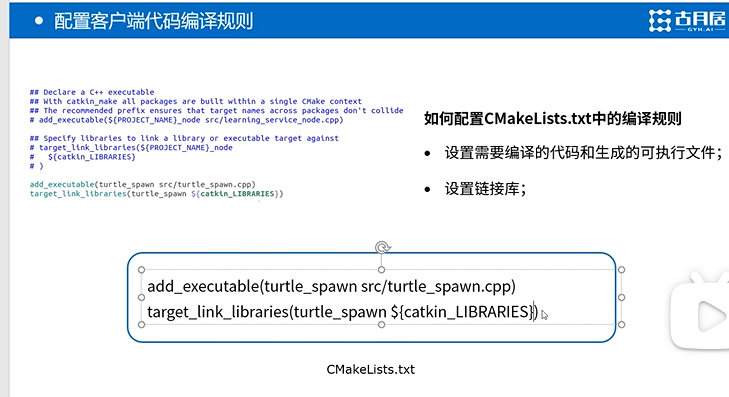 配置客户端代码编译规则
古月居
GYH.AI
## Declare a C++ executable
## With catkin_make all packages are built within a single CMake context
## The recommended prefix ensures that target names across packages don't collide
# add_executable(${PROJECT_NAME}_node src/learning_service_node.cpp)
## Specify libraries to link a library or executable target against
# target_link_libraries(${PROJECT_NAME}_node
#   ${catkin_LIBRARIES}
# )
add_executable(turtle_spawn src/turtle_spawn.cpp)
target_link_libraries(turtle_spawn ${catkin_LIBRARIES})
如何配置CMakeLists.txt中的编译规则
• 设置需要编译的代码和生成的可执行文件；
• 设置链接库；
add_executable(turtle_spawn src/turtle_spawn.cpp)
target_link_libraries(turtle_spawn ${catkin_LIBRARIES})
CMakeLists.txt